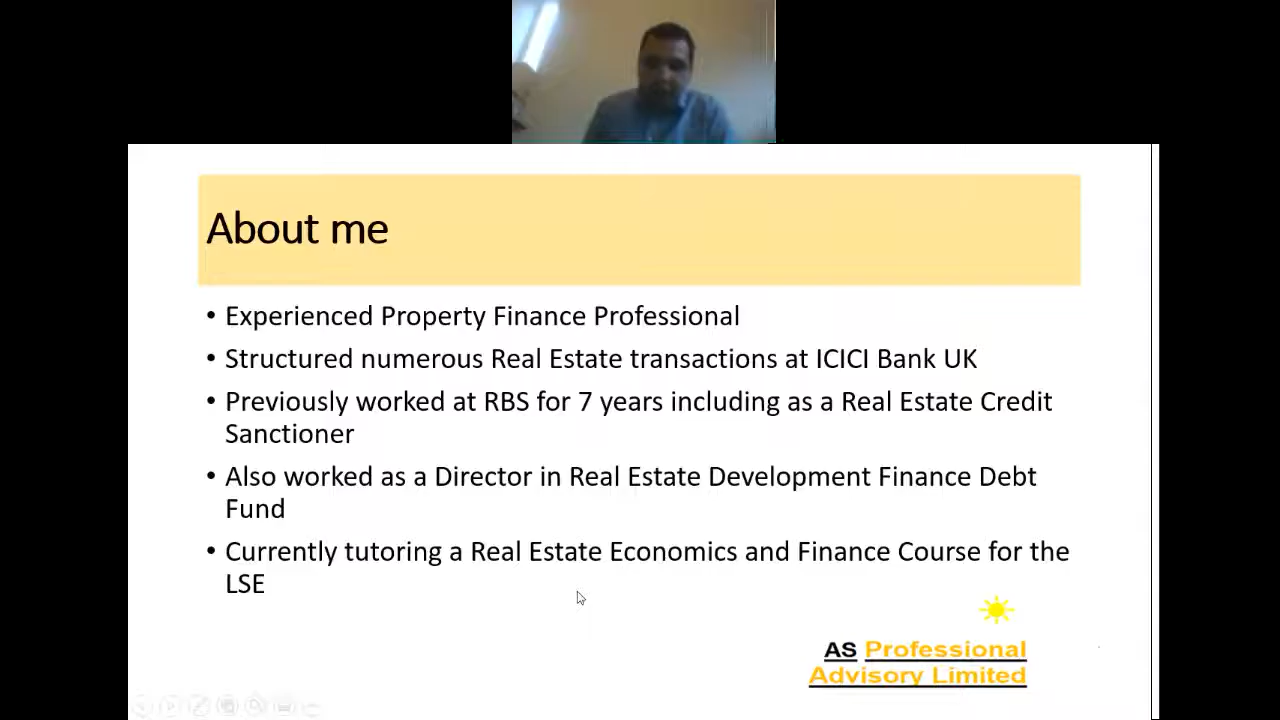 About me
• Experienced Property Finance Professional
• Structured numerous Real Estate transactions at ICICI Bank UK
• Previously worked at RBS for 7 years including as a Real Estate Credit
Sanctioner
• Also worked as a Director in Real Estate Development Finance Debt
Fund
• Currently tutoring a Real Estate Economics and Finance Course for the
LSE
AS Professional
Advisory Limited